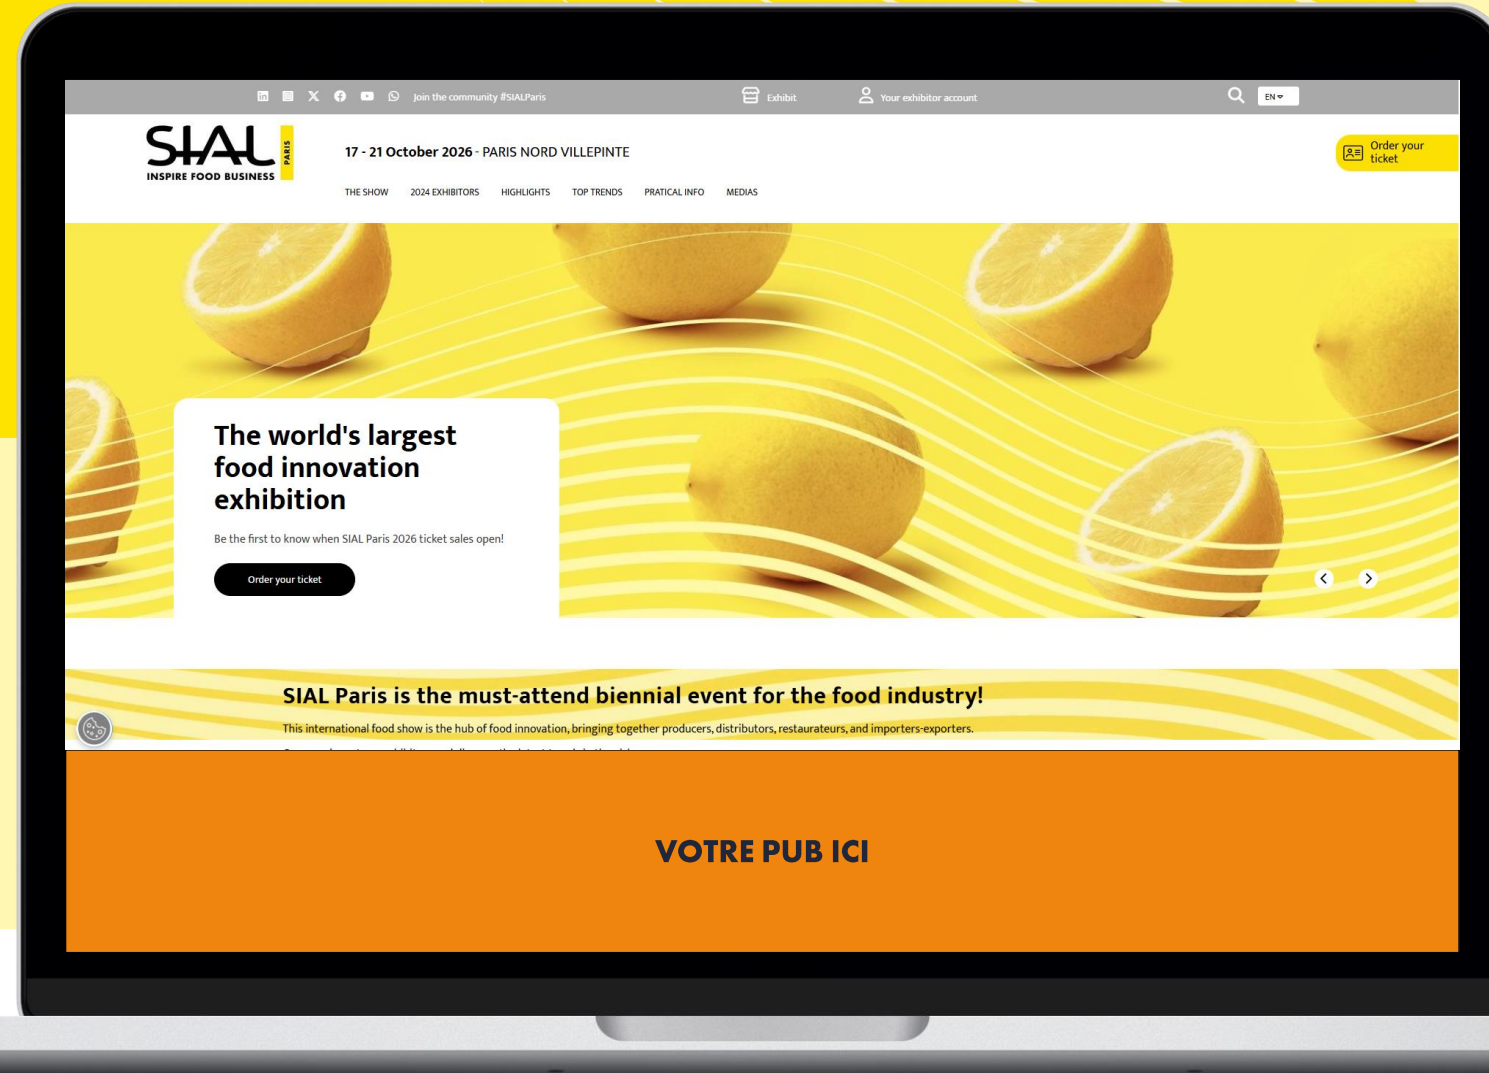 Join the community #SIALParis
Exhibit
Your exhibitor account
EN
SIAL
PARIS
INSPIRE FOOD BUSINESS
17 - 21 October 2026 - PARIS NORD VILLEPINTE
Order your
ticket
THE SHOW 2024 EXHIBITORS HIGHLIGHTS TOP TRENDS PRATICAL INFO MEDIAS
The world's largest
food innovation
exhibition
Be the first to know when SIAL Paris 2026 ticket sales open!
Order your ticket
SIAL Paris is the must-attend biennial event for the food industry!
This international food show is the hub of food innovation, bringing together producers, distributors, restaurateurs, and importers-exporters.
VOTRE PUB ICI